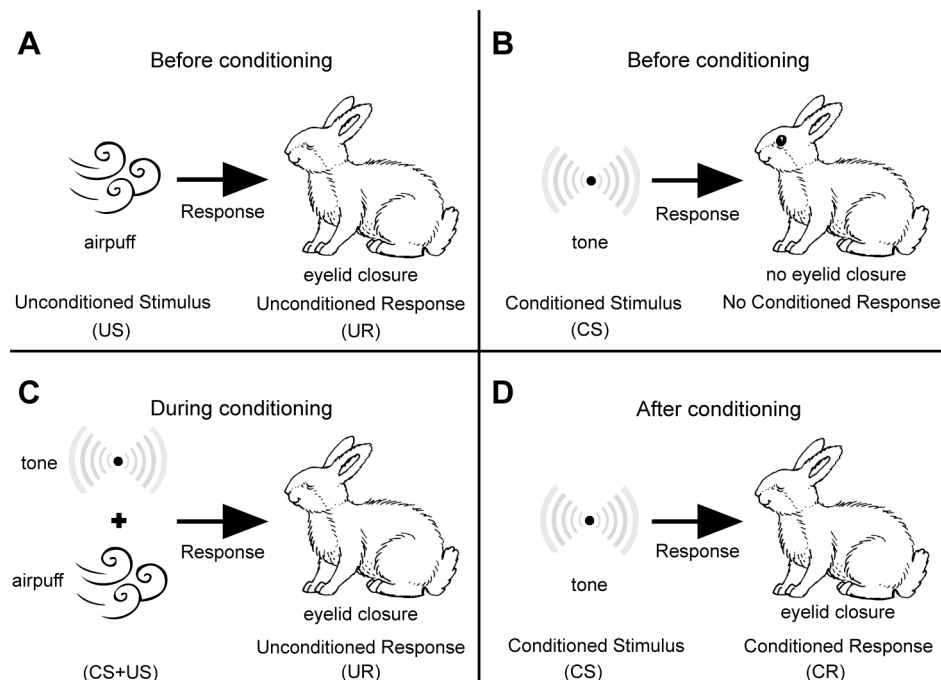 A
Before conditioning
Response
airpuff
eyelid closure
Unconditioned Stimulus
(US)
Unconditioned Response
(UR)
B
Before conditioning
Response
tone
no eyelid closure
Conditioned Stimulus
(CS)
No Conditioned Response
C
During conditioning
tone
+
Response
airpuff
eyelid closure
(CS+US)
Unconditioned Response
(UR)
D
After conditioning
Response
tone
eyelid closure
Conditioned Stimulus
(CS)
Conditioned Response
(CR)